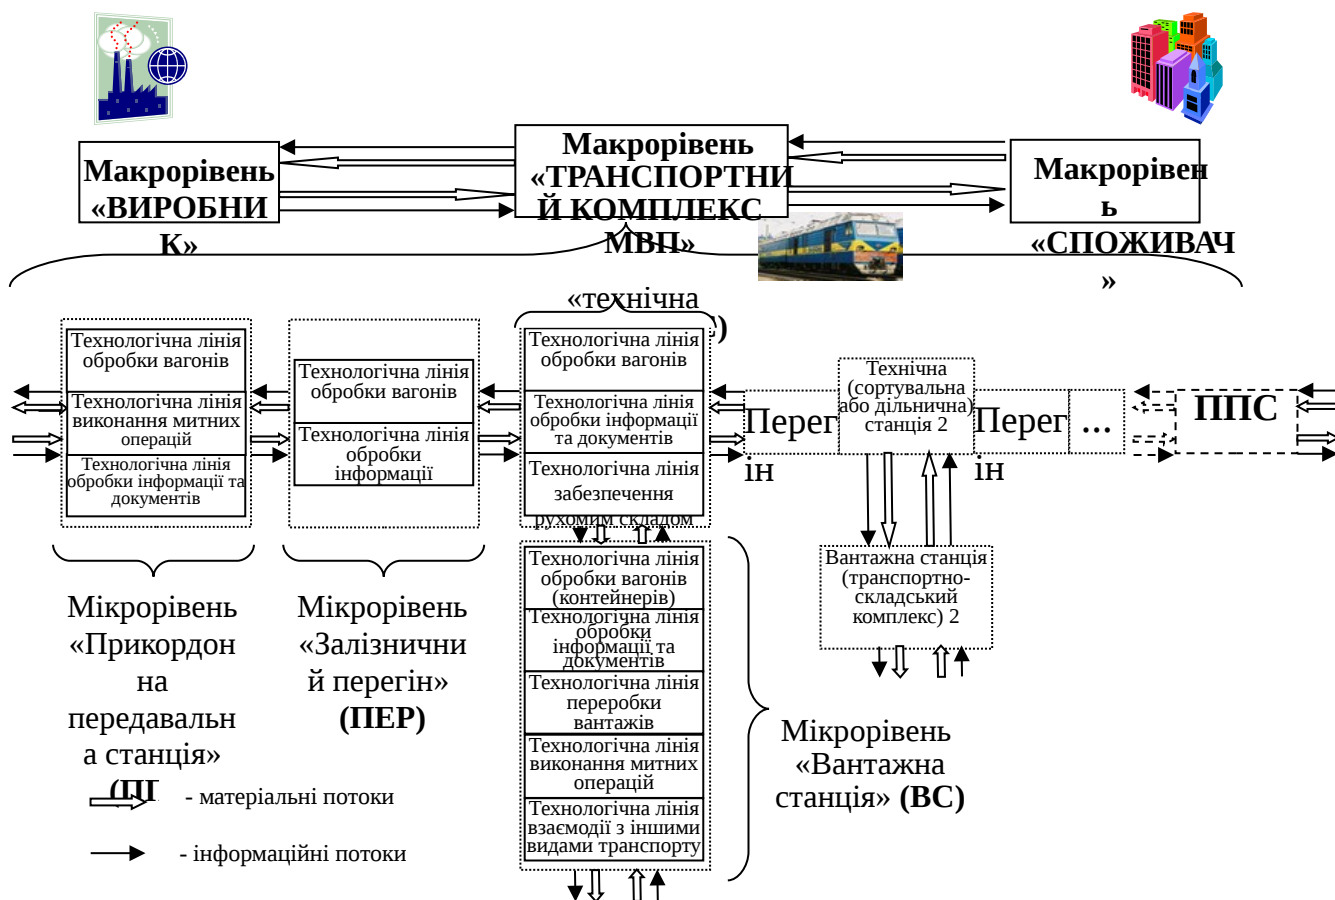 Макрорівень
«ВИРОБНИ
К»
Макрорівень
«ТРАНСПОРТНИ
Й КОМПЛЕКС
МВП»
Макрорівен
ь
«СПОЖИВАЧ
»
«технічна
)
Технологічна лінія
обробки вагонів
Технологічна лінія
виконання митних
операцій
Технологічна лінія
обробки інформації та
документів
Технологічна лінія
обробки вагонів
Технологічна лінія
обробки
інформації
Технологічна лінія
обробки вагонів
Технологічна лінія
обробки інформації
та документів
Технологічна лінія
забезпечення
рухомим складом
Перег
ін
Технічна
(сортувальна
або дільнична)
станція 2
Перег
ін
...
ППС
Технологічна лінія
обробки вагонів
(контейнерів)
Технологічна лінія
обробки
інформації та
документів
Технологічна лінія
переробки
вантажів
Технологічна лінія
виконання митних
операцій
Технологічна лінія
взаємодії з іншими
видами транспорту
Вантажна станція
(транспортно-
складський
комплекс) 2
Мікрорівень
«Прикордон
на
передавальн
а станція»
Мікрорівень
«Залізнични
й перегін»
(ПЕР)
Мікрорівень
«Вантажна
станція» (ВС)
- матеріальні потоки
- інформаційні потоки